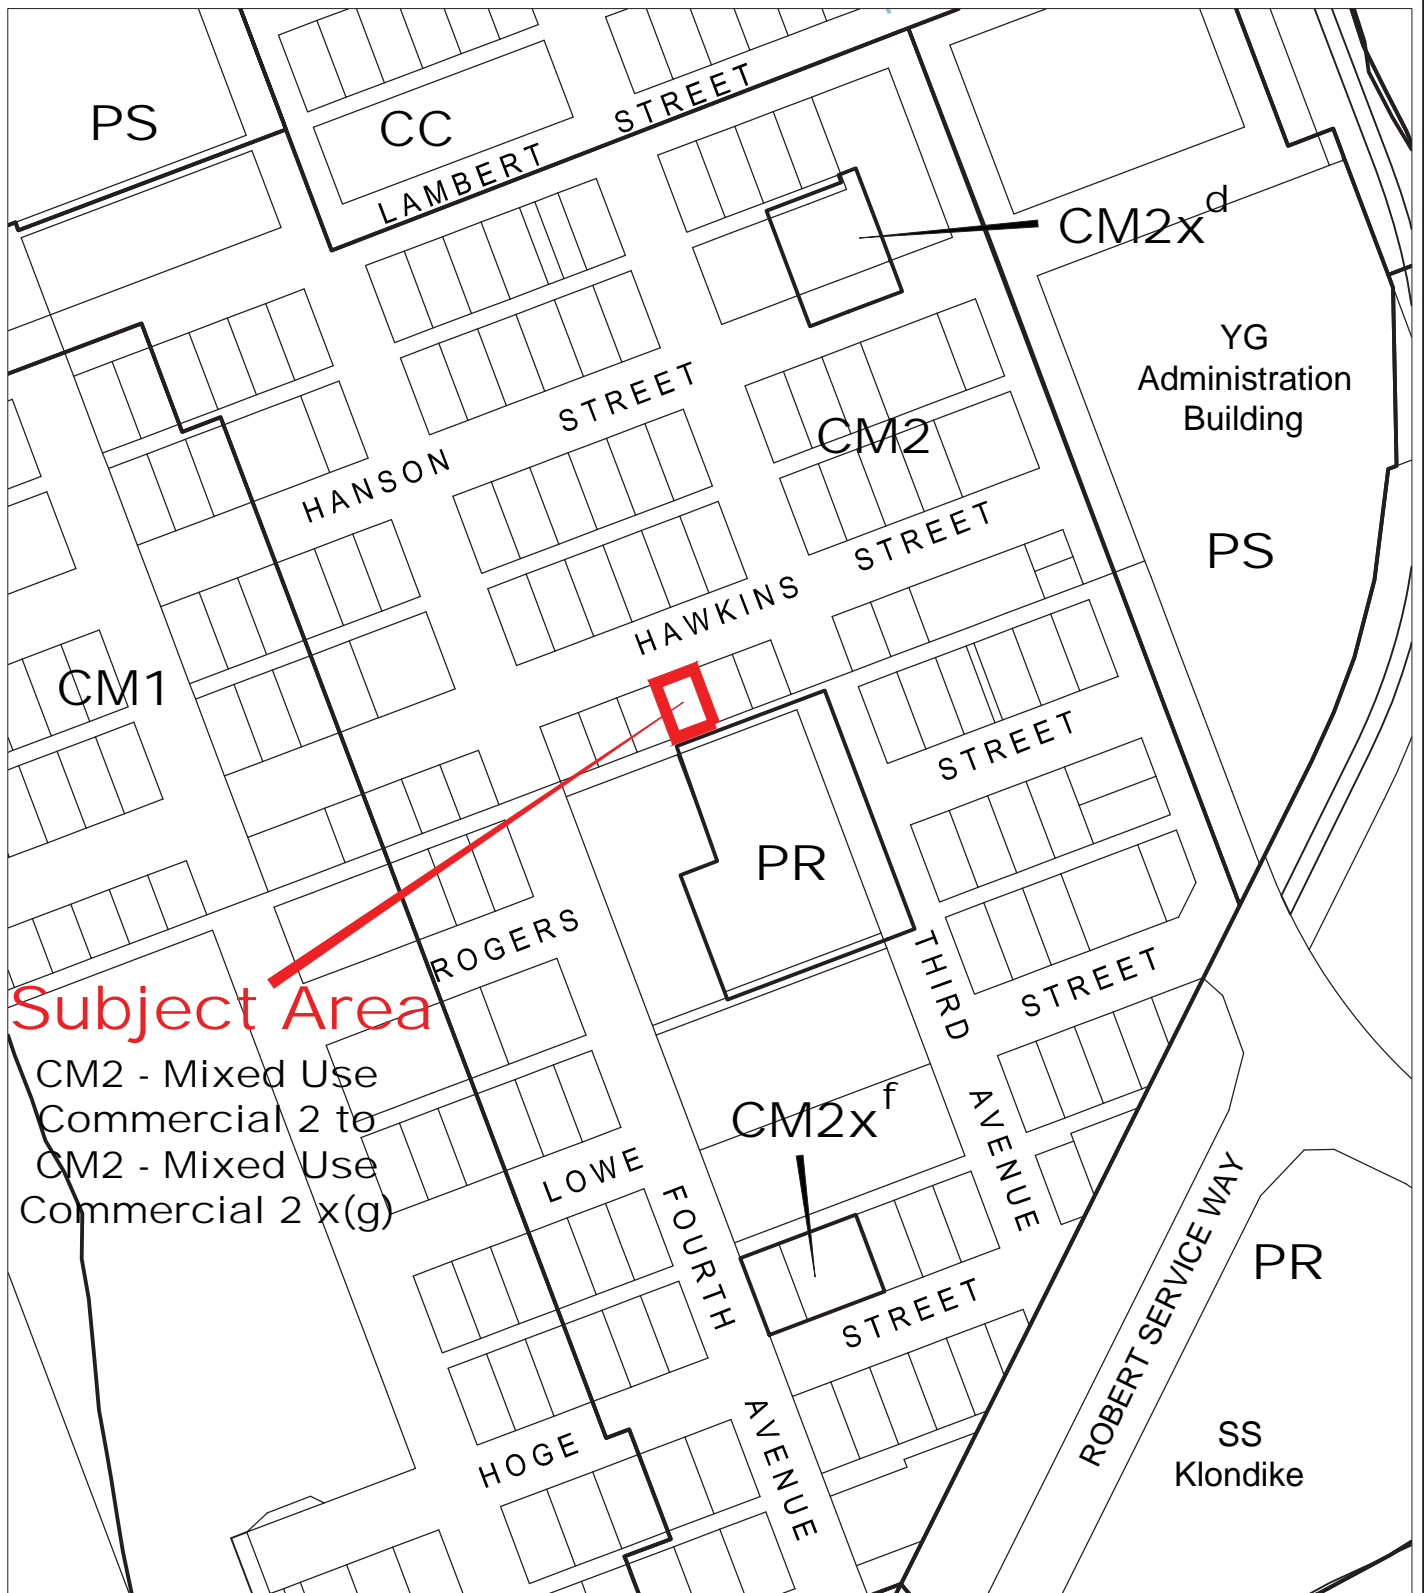 PS
CC
LAMBERT STREET
CM2x^d
YG
Administration
Building
HANSON STREET
CM2
PS
HAWKINS STREET
CM1
STREET
PR
ROGERS
THIRD AVENUE
STREET
Subject Area
CM2 - Mixed Use
Commercial 2 to
CM2 - Mixed Use
Commercial 2 x(g)
CM2x^f
LOWE
STREET
FOURTH AVENUE
ROBERT SERVICE WAY
PR
SS
Klondike
HOGE